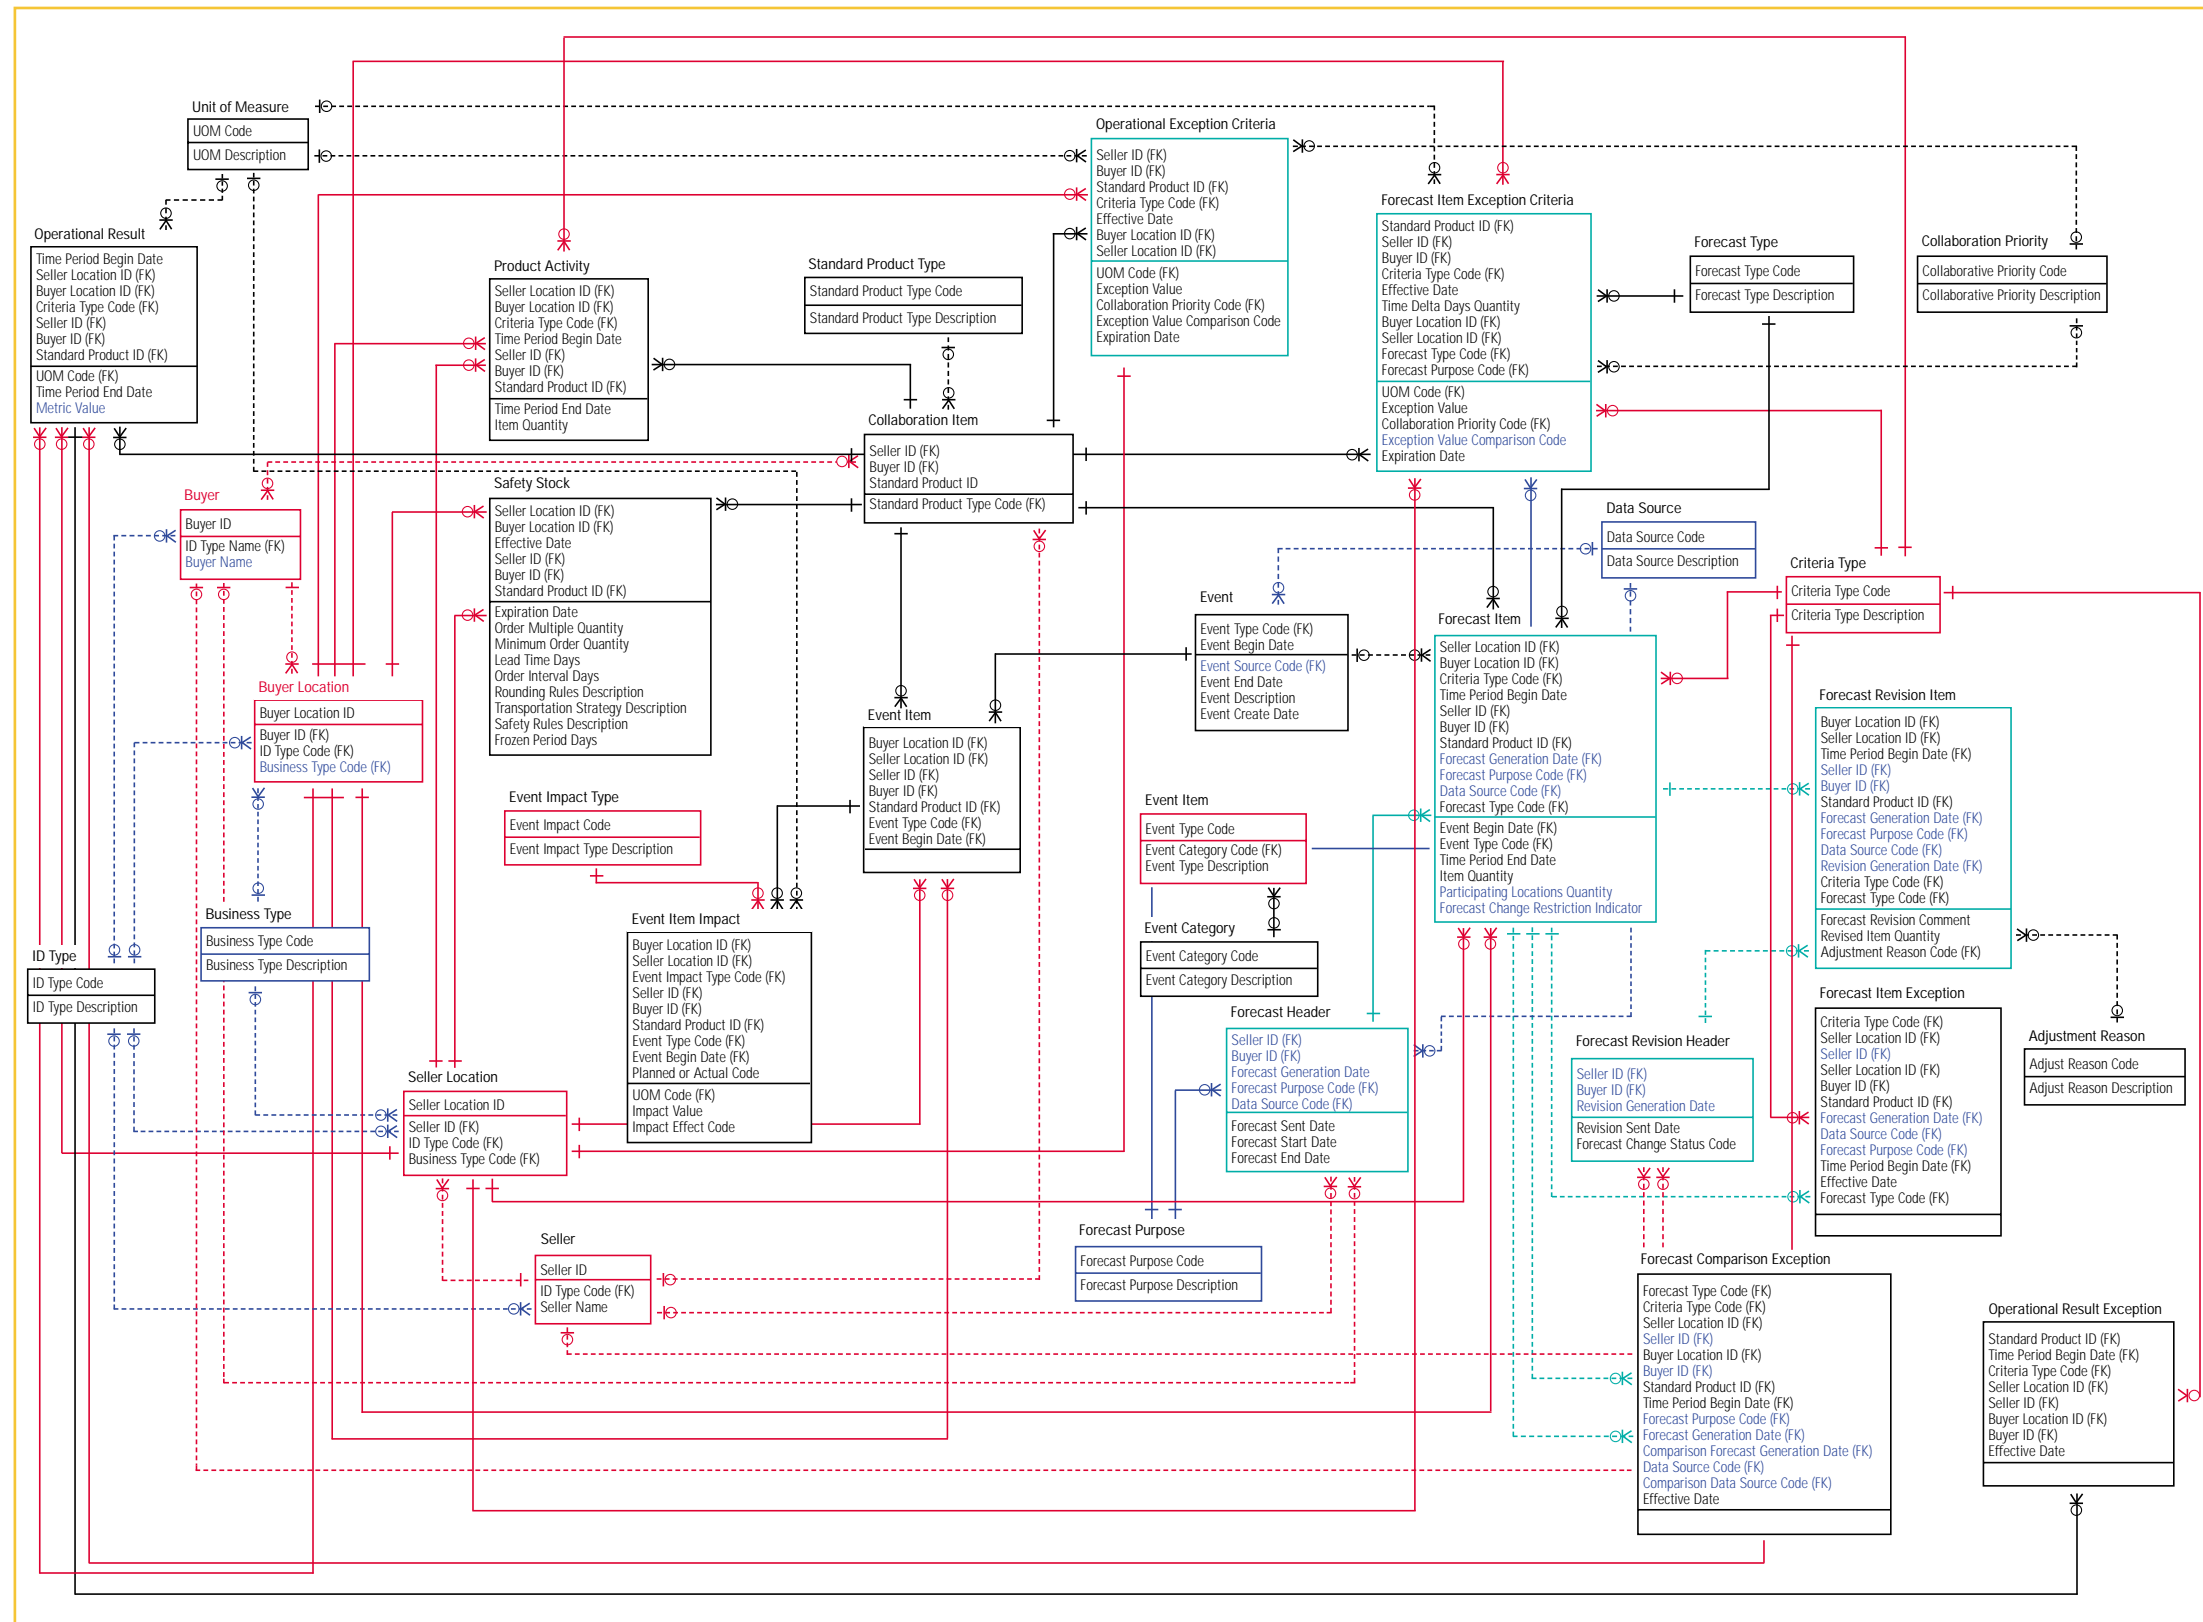 Unit of Measure
UOM Code
UOM Description
Operational Result
Time Period Begin Date
Seller Location ID (FK)
Buyer Location ID (FK)
Criteria Type Code (FK)
Seller ID (FK)
Buyer ID (FK)
Standard Product ID (FK)
UOM Code (FK)
Time Period End Date
Metric Value
Product Activity
Seller Location ID (FK)
Buyer Location ID (FK)
Criteria Type Code (FK)
Time Period Begin Date
Seller ID (FK)
Buyer ID (FK)
Standard Product ID (FK)
Time Period End Date
Item Quantity
Standard Product Type
Standard Product Type Code
Standard Product Type Description
Operational Exception Criteria
Seller ID (FK)
Buyer ID (FK)
Standard Product ID (FK)
Criteria Type Code (FK)
Effective Date
Buyer Location ID (FK)
Seller Location ID (FK)
UOM Code (FK)
Exception Value
Collaboration Priority Code (FK)
Exception Value Comparison Code
Expiration Date
Forecast Item Exception Criteria
Standard Product ID (FK)
Seller ID (FK)
Buyer ID (FK)
Criteria Type Code (FK)
Effective Date
Time Delta Days Quantity
Buyer Location ID (FK)
Seller Location ID (FK)
Forecast Type Code (FK)
Forecast Purpose Code (FK)
UOM Code (FK)
Exception Value
Collaboration Priority Code (FK)
Exception Value Comparison Code
Expiration Date
Forecast Type
Forecast Type Code
Forecast Type Description
Collaboration Priority
Collaborative Priority Code
Collaborative Priority Description
Collaboration Item
Seller ID (FK)
Buyer ID (FK)
Standard Product ID
Standard Product Type Code (FK)
Buyer
Buyer ID
ID Type Name (FK)
Buyer Name
Safety Stock
Seller Location ID (FK)
Buyer Location ID (FK)
Effective Date
Seller ID (FK)
Buyer ID (FK)
Standard Product ID (FK)
Expiration Date
Order Multiple Quantity
Minimum Order Quantity
Lead Time Days
Order Interval Days
Rounding Rules Description
Transportation Strategy Description
Safety Rules Description
Frozen Period Days
Data Source
Data Source Code
Data Source Description
Criteria Type
Criteria Type Code
Criteria Type Description
Event
Event Type Code (FK)
Event Begin Date
Event Source Code (FK)
Event End Date
Event Description
Event Create Date
Forecast Item
Seller Location ID (FK)
Buyer Location ID (FK)
Criteria Type Code (FK)
Time Period Begin Date
Seller ID (FK)
Buyer ID (FK)
Standard Product ID (FK)
Forecast Generation Date (FK)
Forecast Purpose Code (FK)
Data Source Code (FK)
Forecast Type Code (FK)
Event Begin Date (FK)
Event Type Code (FK)
Time Period End Date
Item Quantity
Participating Locations Quantity
Forecast Change Restriction Indicator
Buyer Location
Buyer Location ID
Buyer ID (FK)
ID Type Code (FK)
Business Type Code (FK)
Event Item
Buyer Location ID (FK)
Seller Location ID (FK)
Seller ID (FK)
Buyer ID (FK)
Standard Product ID (FK)
Event Type Code (FK)
Event Begin Date (FK)
Forecast Revision Item
Buyer Location ID (FK)
Seller Location ID (FK)
Time Period Begin Date (FK)
Seller ID (FK)
Buyer ID (FK)
Standard Product ID (FK)
Forecast Generation Date (FK)
Forecast Purpose Code (FK)
Data Source Code (FK)
Revision Generation Date (FK)
Criteria Type Code (FK)
Forecast Type Code (FK)
Forecast Revision Comment
Revised Item Quantity
Adjustment Reason Code (FK)
Event Impact Type
Event Impact Code
Event Impact Type Description
Event Item
Event Type Code
Event Category Code (FK)
Event Type Description
Business Type
Business Type Code
Business Type Description
Event Item Impact
Buyer Location ID (FK)
Seller Location ID (FK)
Event Impact Type Code (FK)
Seller ID (FK)
Buyer ID (FK)
Standard Product ID (FK)
Event Type Code (FK)
Event Begin Date (FK)
Planned or Actual Code
UOM Code (FK)
Impact Value
Impact Effect Code
Event Category
Event Category Code
Event Category Description
ID Type
ID Type Code
ID Type Description
Forecast Header
Seller ID (FK)
Buyer ID (FK)
Forecast Generation Date
Forecast Purpose Code (FK)
Data Source Code (FK)
Forecast Sent Date
Forecast Start Date
Forecast End Date
Forecast Revision Header
Seller ID (FK)
Buyer ID (FK)
Revision Generation Date
Revision Sent Date
Forecast Change Status Code
Forecast Item Exception
Criteria Type Code (FK)
Seller Location ID (FK)
Seller ID (FK)
Seller Location ID (FK)
Buyer ID (FK)
Standard Product ID (FK)
Forecast Generation Date (FK)
Data Source Code (FK)
Forecast Purpose Code (FK)
Time Period Begin Date (FK)
Effective Date
Forecast Type Code (FK)
Adjustment Reason
Adjust Reason Code
Adjust Reason Description
Seller Location
Seller Location ID
Seller ID (FK)
ID Type Code (FK)
Business Type Code (FK)
Seller
Seller ID
ID Type Code (FK)
Seller Name
Forecast Purpose
Forecast Purpose Code
Forecast Purpose Description
Forecast Comparison Exception
Forecast Type Code (FK)
Criteria Type Code (FK)
Seller Location ID (FK)
Seller ID (FK)
Buyer Location ID (FK)
Buyer ID (FK)
Standard Product ID (FK)
Time Period Begin Date (FK)
Forecast Purpose Code (FK)
Forecast Generation Date (FK)
Comparison Forecast Generation Date (FK)
Data Source Code (FK)
Comparison Data Source Code (FK)
Effective Date
Operational Result Exception
Standard Product ID (FK)
Time Period Begin Date (FK)
Criteria Type Code (FK)
Seller Location ID (FK)
Seller ID (FK)
Buyer Location ID (FK)
Buyer ID (FK)
Effective Date